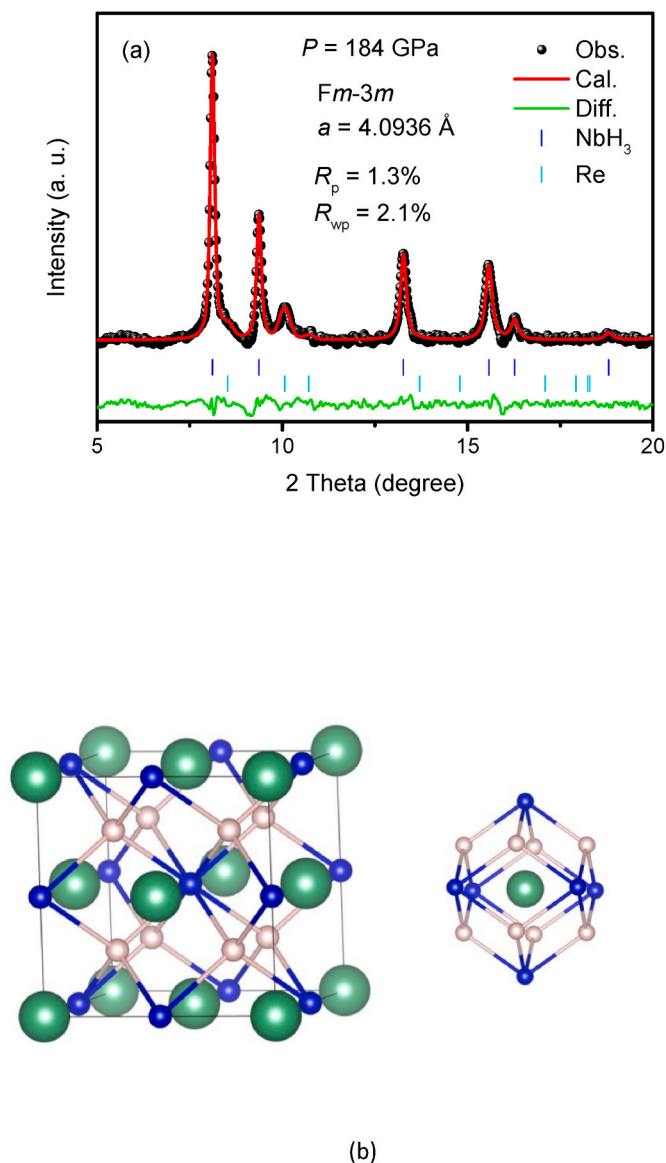 (a)
P = 184 GPa
Fm-3m
a = 4.0936 Å
Rp = 1.3%
Rwp = 2.1%
Obs.
Cal.
Diff.
NbH3
Re
Intensity (a. u.)
5 10 15 20
2 Theta (degree)
(b)